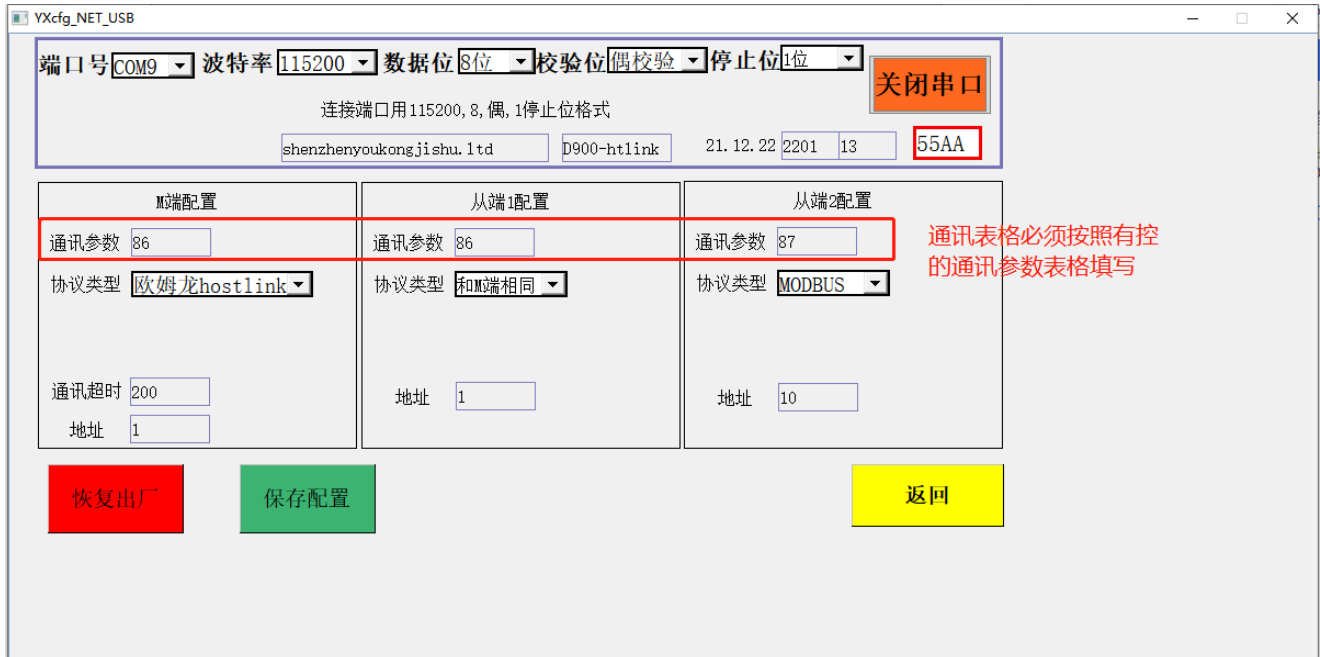 YXcfg_NET_USB
端口号 COM9 波特率 115200 数据位 8位 校验位 偶校验 停止位 1位
关闭串口
连接端口用115200,8,偶,1停止位格式
shenzhenyoukongjishu.ltd D900-htlink 21.12.22 2201 13 55AA
M端配置 从端1配置 从端2配置
通讯参数 86 通讯参数 86 通讯参数 87
通讯表格必须按照有控
的通讯参数表格填写
协议类型 欧姆龙hostlink 协议类型 和M端相同 协议类型 MODBUS
通讯超时 200
地址 1 地址 10
地址 1
恢复出厂 保存配置 返回